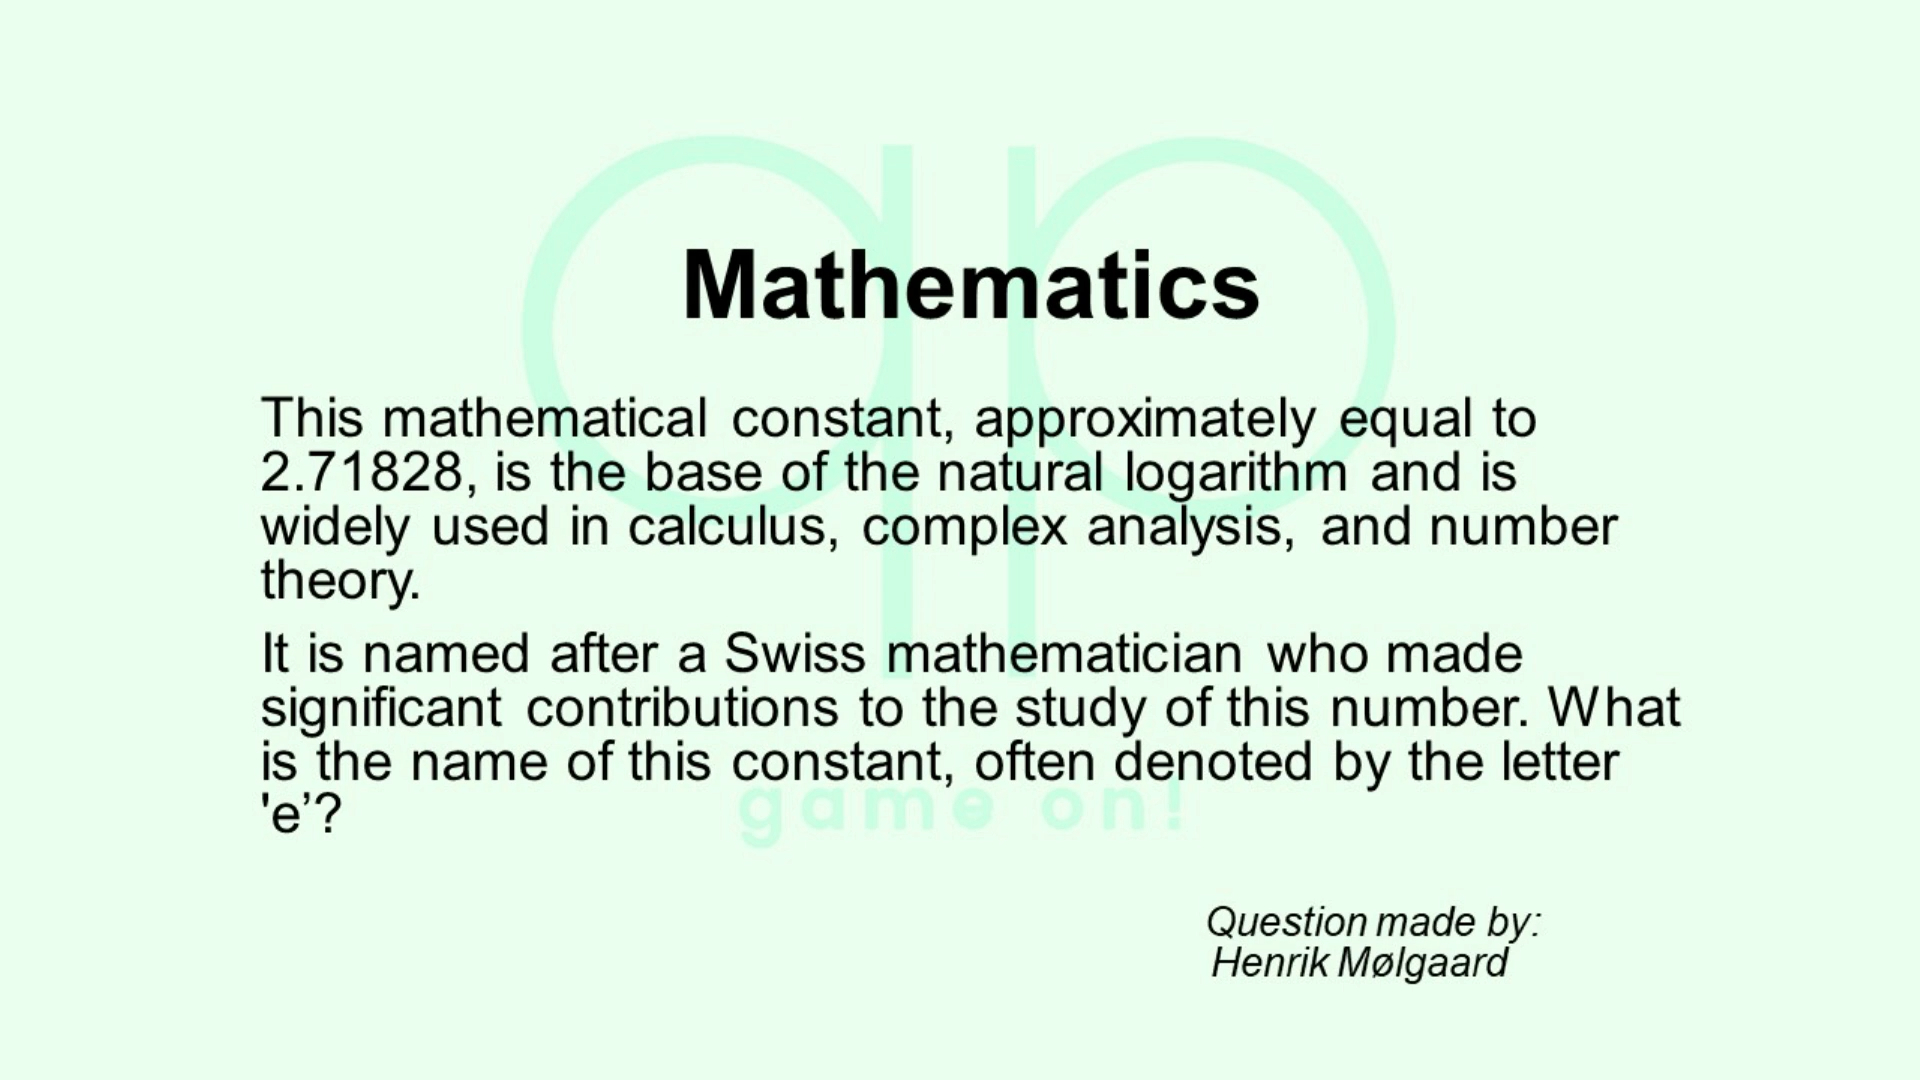 Mathematics
This mathematical constant, approximately equal to
2.71828, is the base of the natural logarithm and is
widely used in calculus, complex analysis, and number
theory.
It is named after a Swiss mathematician who made
significant contributions to the study of this number. What
is the name of this constant, often denoted by the letter
'e’?
game on!
Question made by:
Henrik Mølgaard